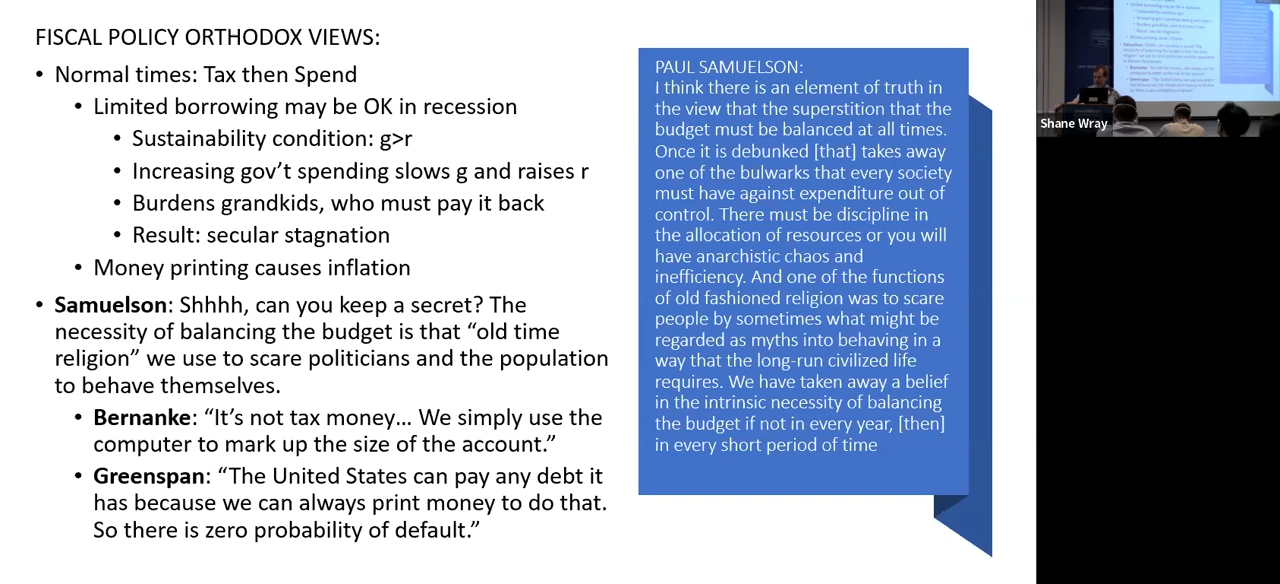 FISCAL POLICY ORTHODOX VIEWS:
• Normal times: Tax then Spend
• Limited borrowing may be OK in recession
• Sustainability condition: g>r
• Increasing gov’t spending slows g and raises r
• Burdens grandkids, who must pay it back
• Result: secular stagnation
• Money printing causes inflation
• Samuelson: Shhhh, can you keep a secret? The
necessity of balancing the budget is that “old time
religion” we use to scare politicians and the population
to behave themselves.
• Bernanke: “It’s not tax money… We simply use the
computer to mark up the size of the account.”
• Greenspan: “The United States can pay any debt it
has because we can always print money to do that.
So there is zero probability of default.”
PAUL SAMUELSON:
I think there is an element of truth in
the view that the superstition that the
budget must be balanced at all times.
Once it is debunked [that] takes away
one of the bulwarks that every society
must have against expenditure out of
control. There must be discipline in
the allocation of resources or you will
have anarchistic chaos and
inefficiency. And one of the functions
of old fashioned religion was to scare
people by sometimes what might be
regarded as myths into behaving in a
way that the long-run civilized life
requires. We have taken away a belief
in the intrinsic necessity of balancing
the budget if not in every year, [then]
in every short period of time
Shane Wray